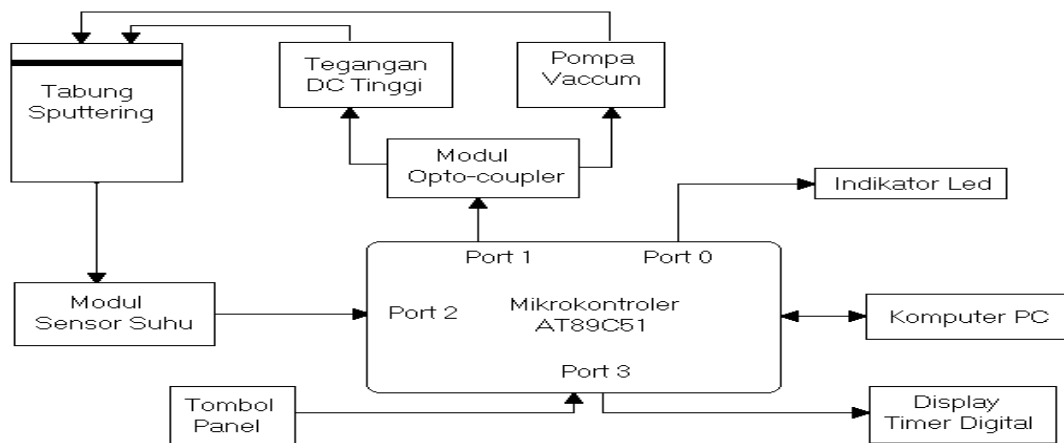 Tabung
Sputtering
Tegangan
DC Tinggi
Pompa
Vaccum
Modul
Opto-coupler
Indikator Led
Port 1
Port 0
Modul
Sensor Suhu
Port 2
Mikrokontroler
AT89C51
Komputer PC
Port 3
Tombol
Panel
Display
Timer Digital